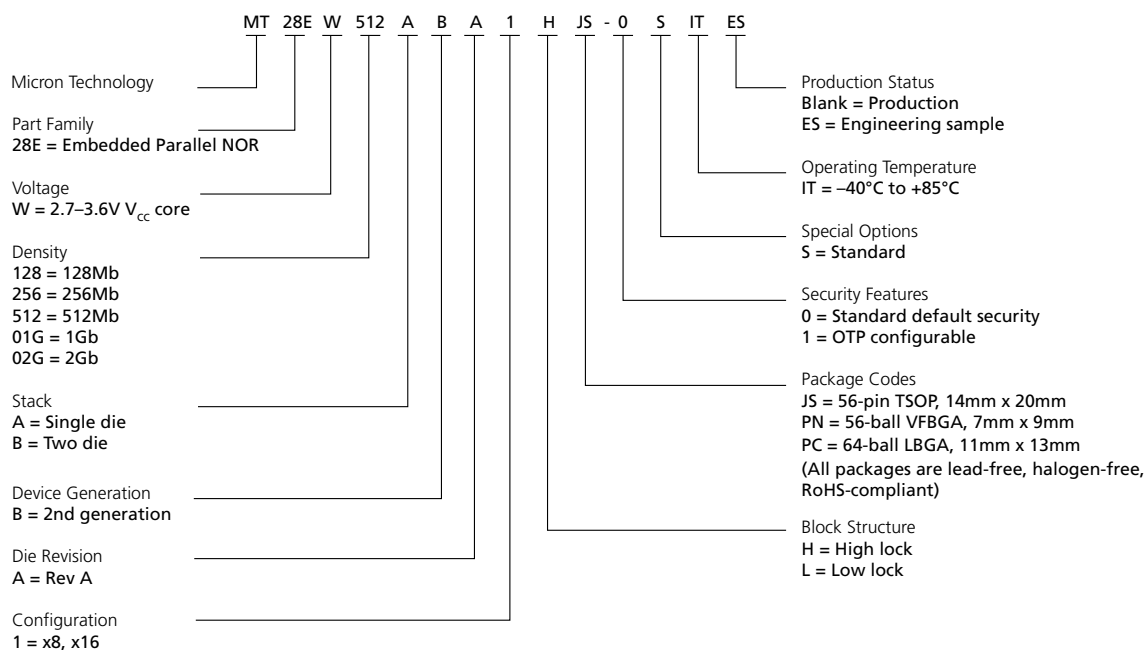 MT 28E W 512 A B A 1 H JS - 0 S IT ES
Micron Technology
Part Family
28E = Embedded Parallel NOR
Voltage
W = 2.7–3.6V Vcc core
Density
128 = 128Mb
256 = 256Mb
512 = 512Mb
01G = 1Gb
02G = 2Gb
Stack
A = Single die
B = Two die
Device Generation
B = 2nd generation
Die Revision
A = Rev A
Configuration
1 = x8, x16
Production Status
Blank = Production
ES = Engineering sample
Operating Temperature
IT = –40°C to +85°C
Special Options
S = Standard
Security Features
0 = Standard default security
1 = OTP configurable
Package Codes
JS = 56-pin TSOP, 14mm x 20mm
PN = 56-ball VFBGA, 7mm x 9mm
PC = 64-ball LBGA, 11mm x 13mm
(All packages are lead-free, halogen-free,
RoHS-compliant)
Block Structure
H = High lock
L = Low lock